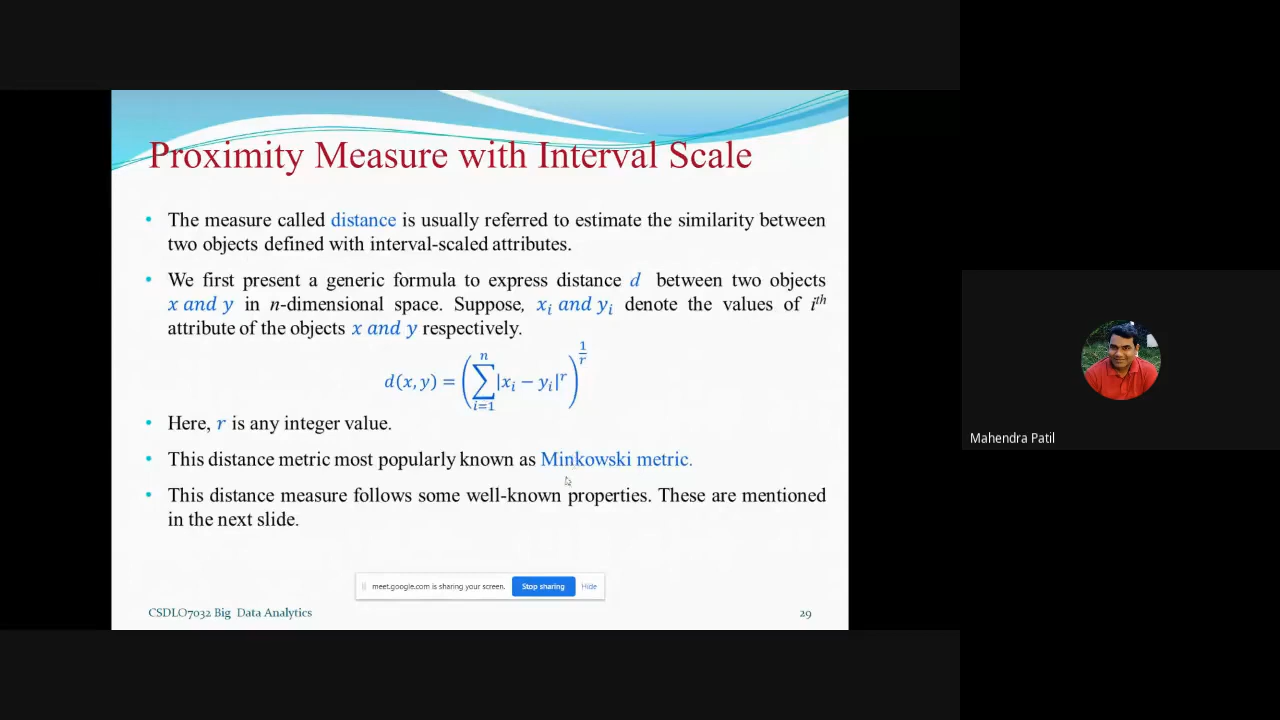 Proximity Measure with Interval Scale
• The measure called distance is usually referred to estimate the similarity between
two objects defined with interval-scaled attributes.
• We first present a generic formula to express distance d between two objects
x and y in n-dimensional space. Suppose, xᵢ and yᵢ denote the values of iᵗʰ
attribute of the objects x and y respectively.
d(x, y) = (∑ⁿᵢ₌₁ |xᵢ − yᵢ|ʳ)^(1/r)
• Here, r is any integer value.
• This distance metric most popularly known as Minkowski metric.
• This distance measure follows some well-known properties. These are mentioned
in the next slide.
meet.google.com is sharing your screen. Stop sharing Hide
CSDLO7032 Big Data Analytics 29
Mahendra Patil